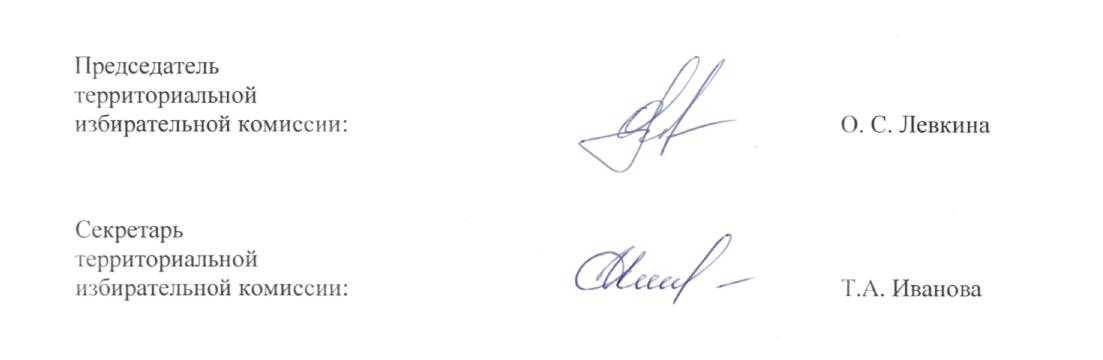 Председатель
территориальной
избирательной комиссии:
О. С. Левкина
Секретарь
территориальной
избирательной комиссии:
Т.А. Иванова